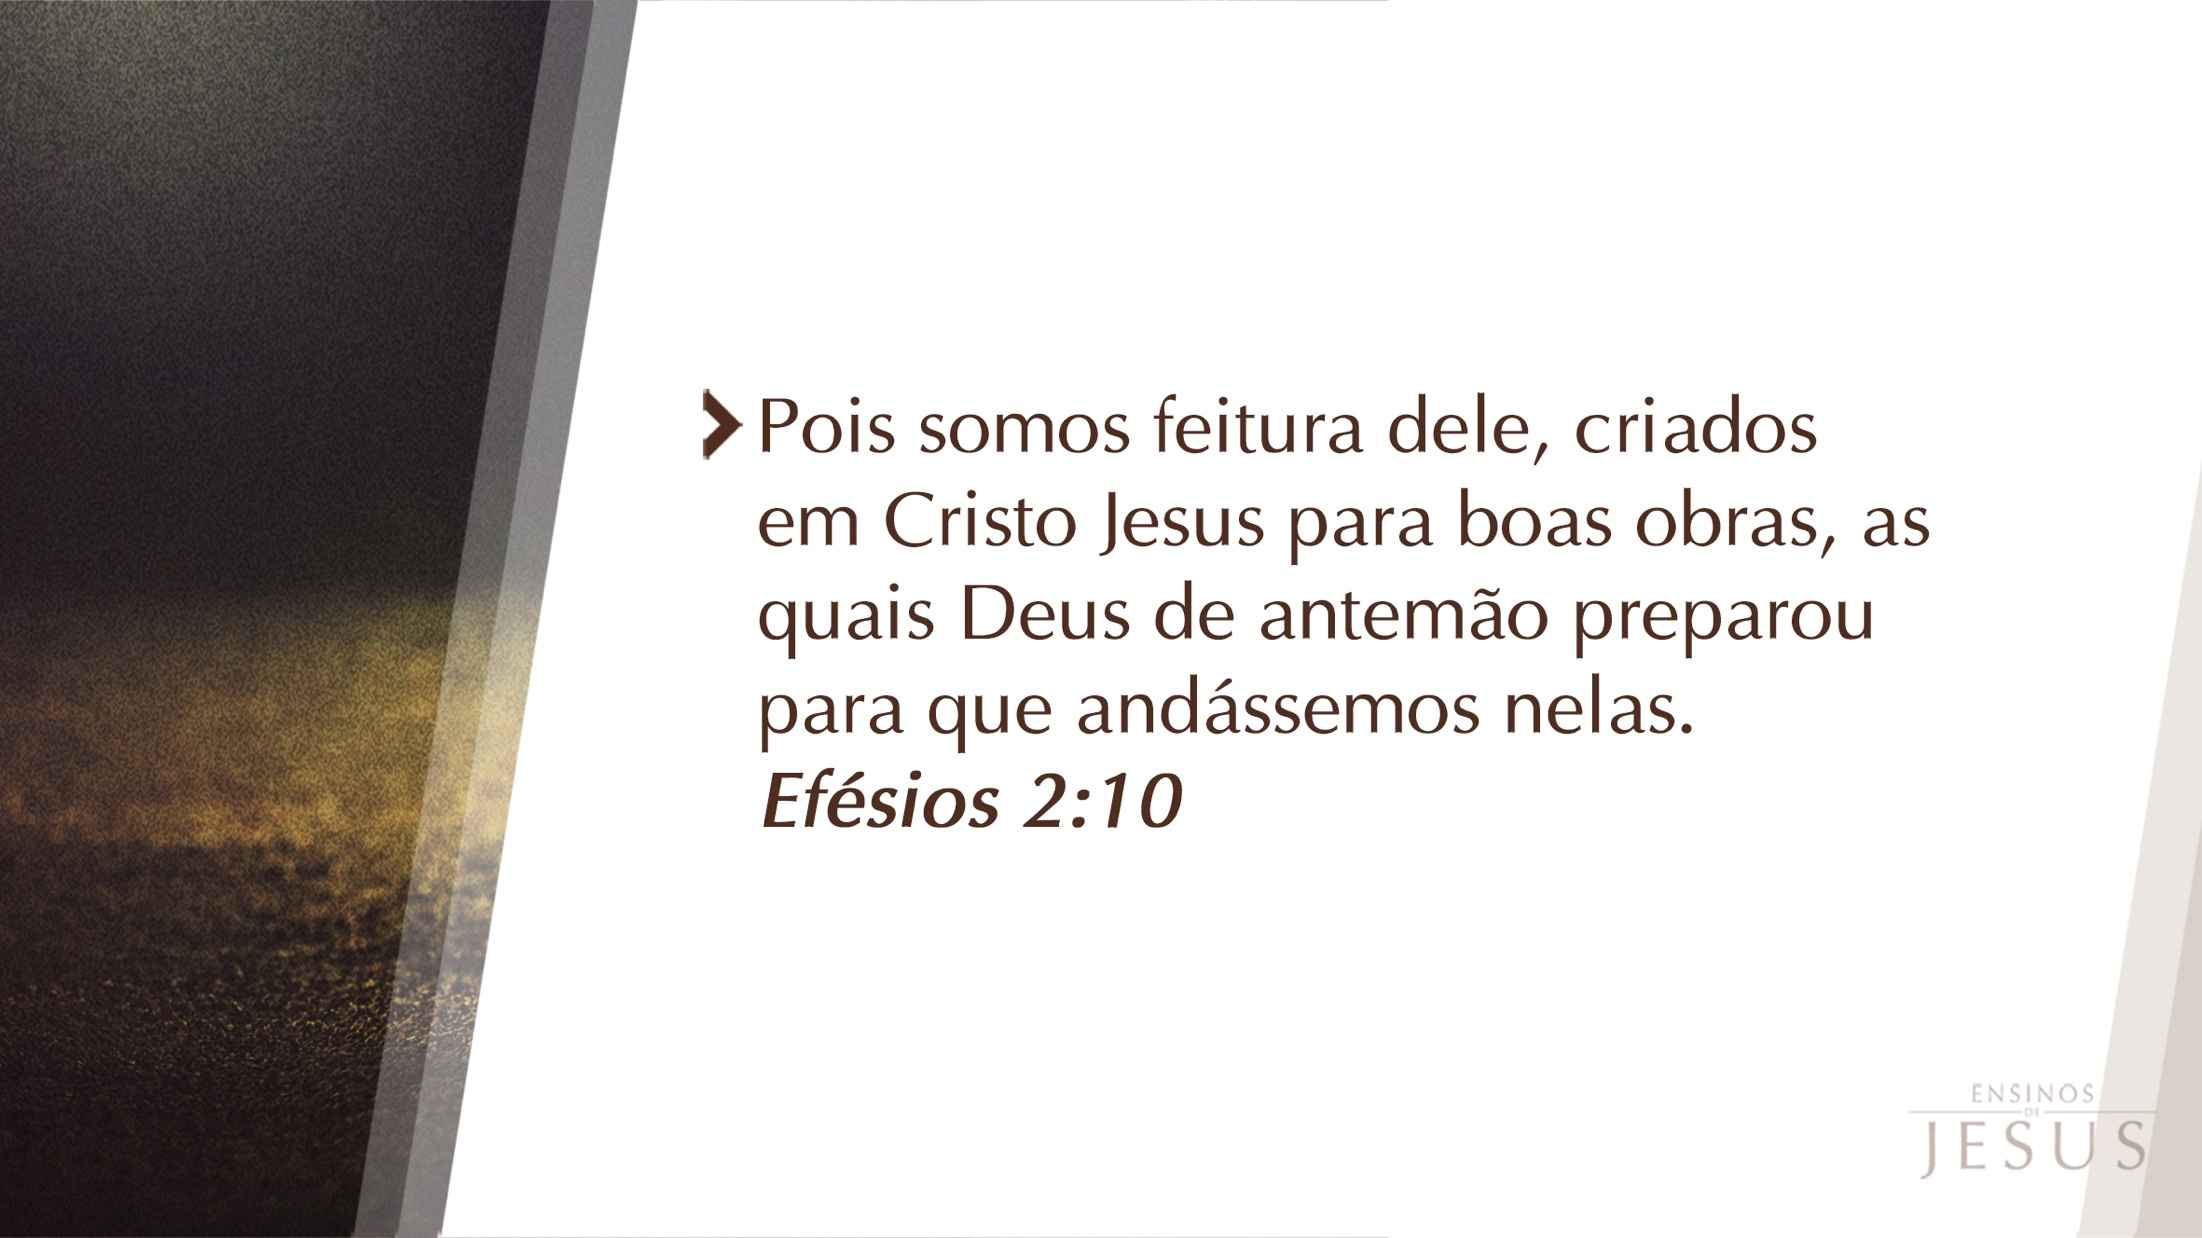 Pois somos feitura dele, criados
em Cristo Jesus para boas obras, as
quais Deus de antemão preparou
para que andássemos nelas.
Efésios 2:10
ENSINOS
DE
JESUS